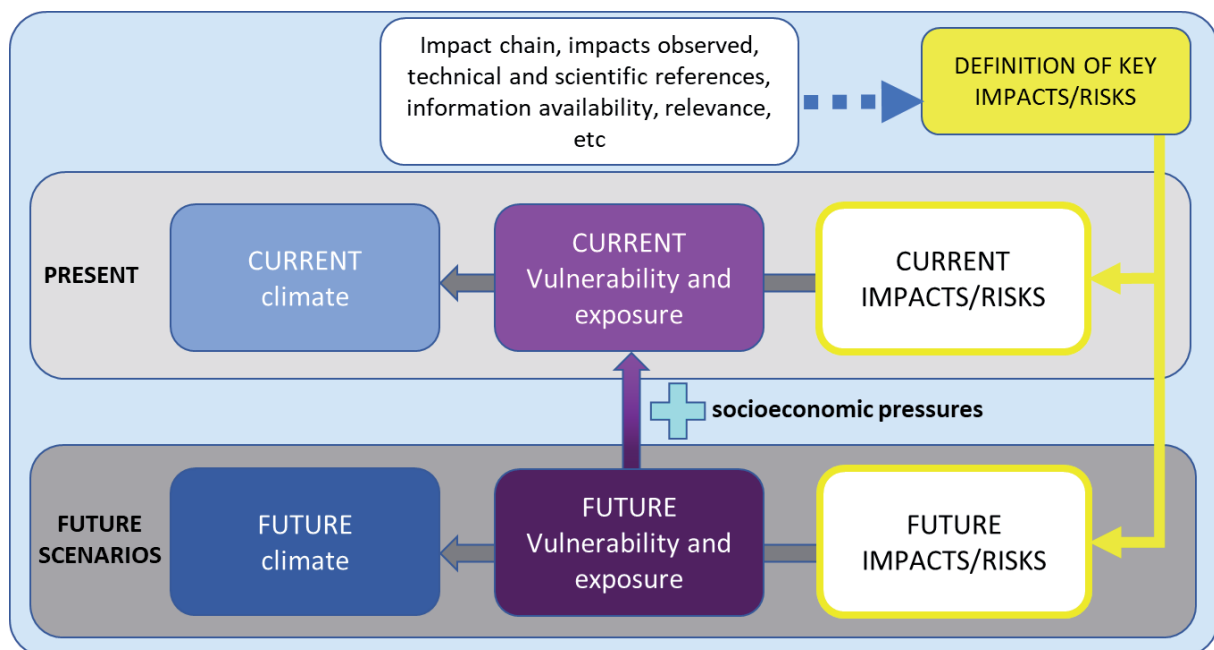 Impact chain, impacts observed,
technical and scientific references,
information availability, relevance,
etc
DEFINITION OF KEY
IMPACTS/RISKS
PRESENT
CURRENT
climate
CURRENT
Vulnerability and
exposure
CURRENT
IMPACTS/RISKS
socioeconomic pressures
FUTURE
SCENARIOS
FUTURE
climate
FUTURE
Vulnerability and
exposure
FUTURE
IMPACTS/RISKS